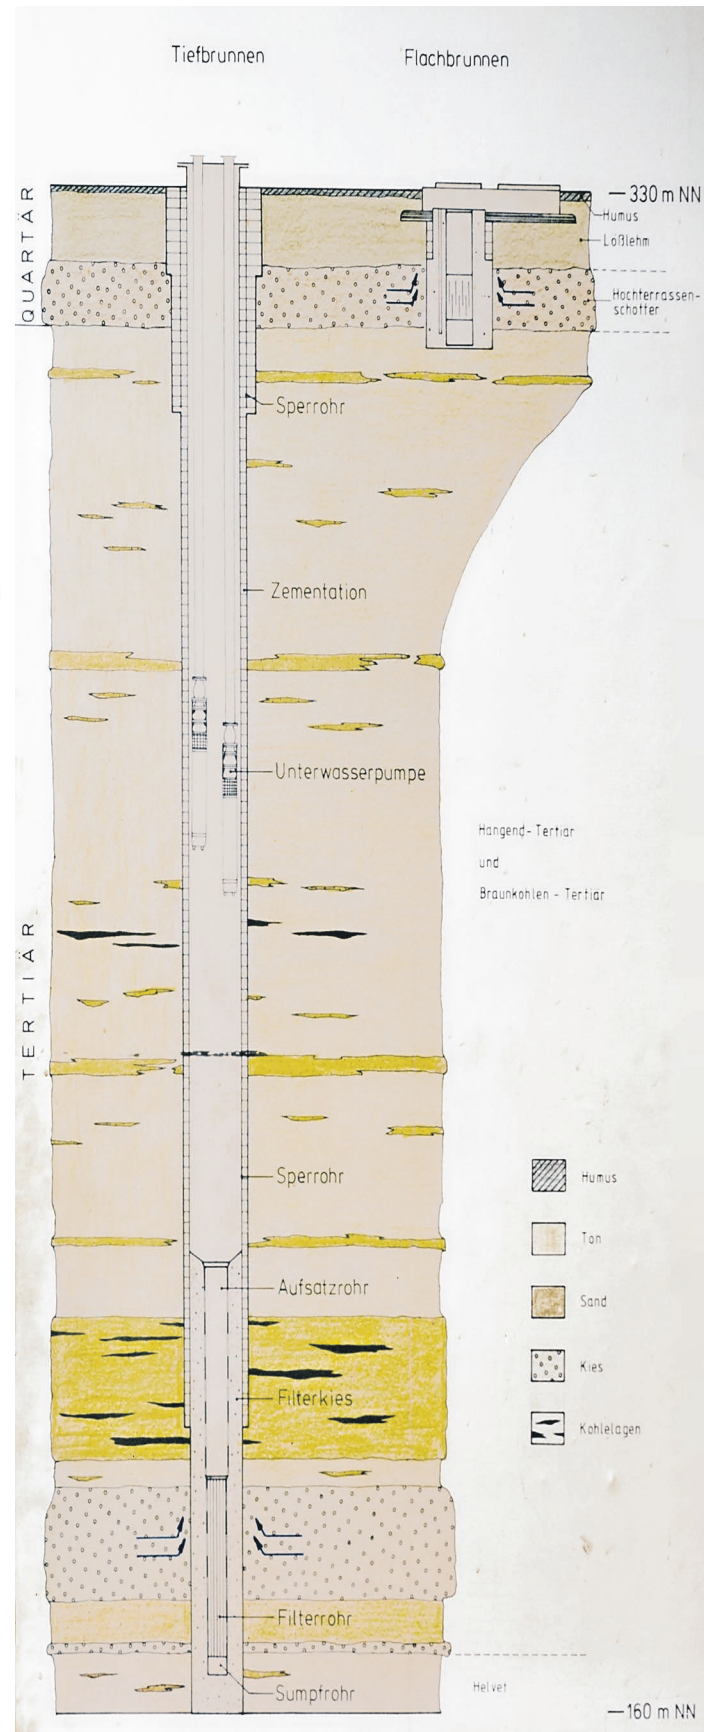 Tiefbrunnen
Flachbrunnen
QUARTÄR
330 m NN
Humus
Lößlehm
Hochterrassen-
schotter
Sperrohr
Zementation
Unterwasserpumpe
Hangend-Tertiär
und
Braunkohlen-Tertiär
TERTIÄR
Sperrohr
Humus
Ton
Aufsatzrohr
Sand
Kies
Filterkies
Kohlelagen
Filterrohr
Sumpfrohr
Helvet
160 m NN